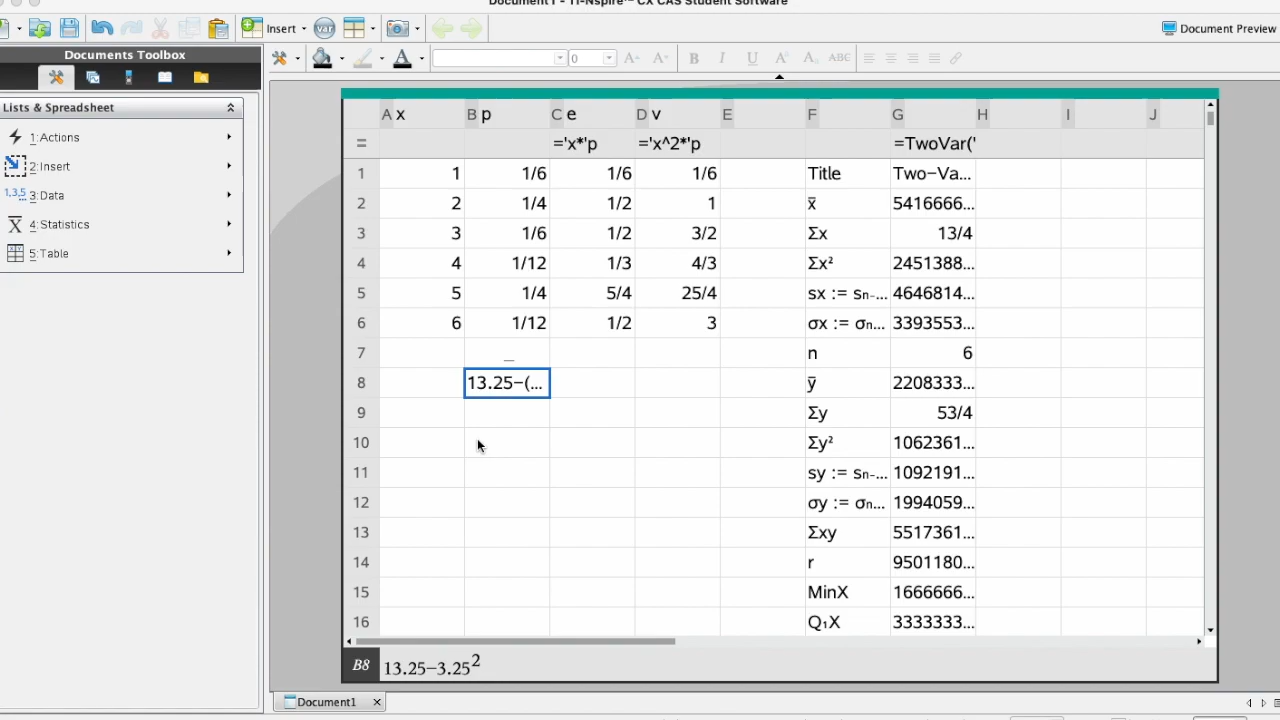 Document1 - TI-Nspire™ CX CAS Student Software
Insert var Document Preview
Documents Toolbox
0 A A B I U A A ABC
Lists & Spreadsheet
1:Actions
2:Insert
1,3,5 3:Data
X̄ 4:Statistics
5:Table
A x B p C e D v E F G H I J
= ='x*'p ='x^2*'p =TwoVar('
1 1 1/6 1/6 1/6 Title Two−Va...
2 2 1/4 1/2 1 x̄ 5416666...
3 3 1/6 1/2 3/2 Σx 13/4
4 4 1/12 1/3 4/3 Σx² 2451388...
5 5 1/4 5/4 25/4 sx := sn-... 4646814...
6 6 1/12 1/2 3 σx := σn... 3393553...
7 _ n 6
8 13.25−(... ȳ 2208333...
9 Σy 53/4
10 Σy² 1062361...
11 sy := sn-... 1092191...
12 σy := σn... 1994059...
13 Σxy 5517361...
14 r 9501180...
15 MinX 1666666...
16 Q₁X 3333333...
B8 13.25−3.25²
Document1 ×